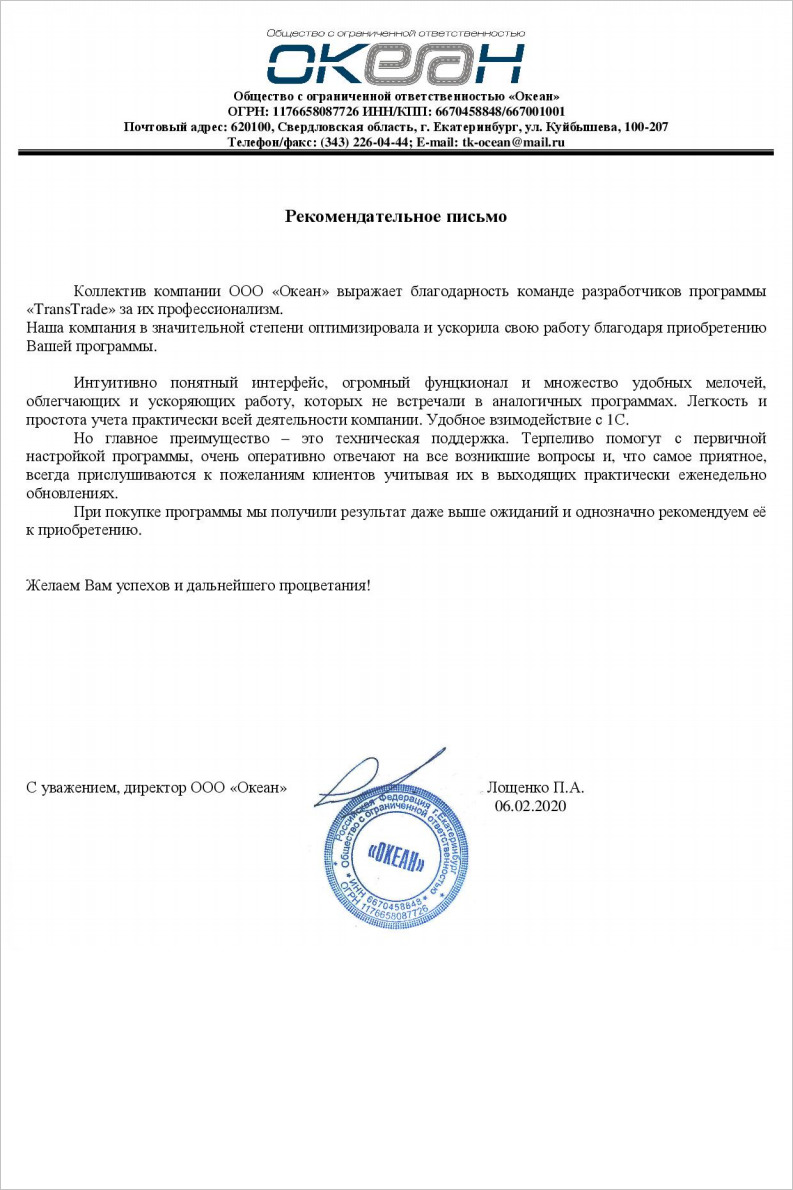 Общество с ограниченной ответственностью
ОКЕАН
Общество с ограниченной ответственностью «Океан»
ОГРН: 1176658087726 ИНН/КПП: 6670458848/667001001
Почтовый адрес: 620100, Свердловская область, г. Екатеринбург, ул. Куйбышева, 100-207
Телефон/факс: (343) 226-04-44; E-mail: tk-ocean@mail.ru
Рекомендательное письмо
Коллектив компании ООО «Океан» выражает благодарность команде разработчиков программы
«TransTrade» за их профессионализм.
Наша компания в значительной степени оптимизировала и ускорила свою работу благодаря приобретению
Вашей программы.
Интуитивно понятный интерфейс, огромный фунцкионал и множество удобных мелочей,
облегчающих и ускоряющих работу, которых не встречали в аналогичных программах. Легкость и
простота учета практически всей деятельности компании. Удобное взимодействие с 1С.
Но главное преимущество – это техническая поддержка. Терпеливо помогут с первичной
настройкой программы, очень оперативно отвечают на все возникшие вопросы и, что самое приятное,
всегда прислушиваются к пожеланиям клиентов учитывая их в выходящих практически еженедельно
обновлениях.
При покупке программы мы получили результат даже выше ожиданий и однозначно рекомендуем её
к приобретению.
Желаем Вам успехов и дальнейшего процветания!
С уважением, директор ООО «Океан»
Лощенко П.А.
06.02.2020
Российская Федерация г.Екатеринбург
Общество с ограниченной ответственностью
«ОКЕАН»
* ИНН 6670458848 *
ОГРН 1176658087726